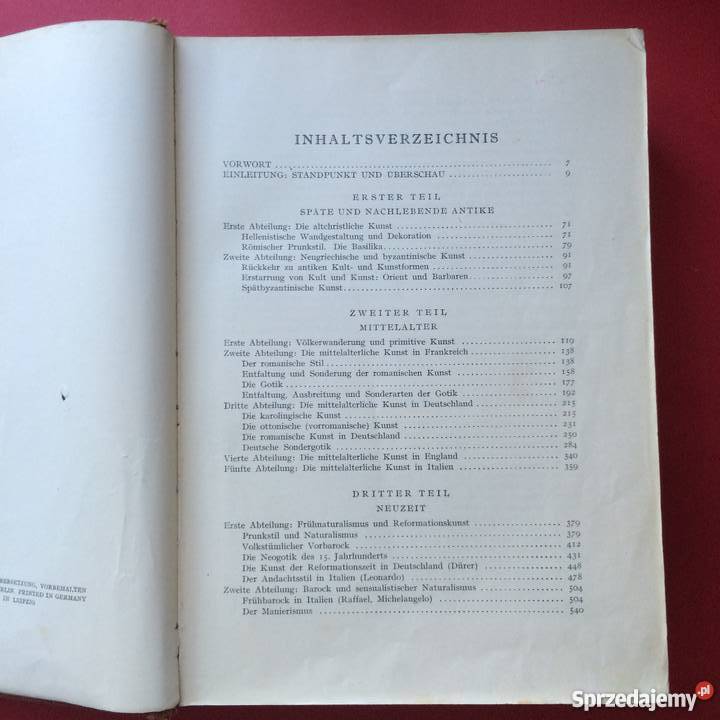 INHALTSVERZEICHNIS
VORWORT 7
EINLEITUNG: STANDPUNKT UND ÜBERSCHAU 9
ERSTER TEIL
SPÄTE UND NACHLEBENDE ANTIKE
Erste Abteilung: Die altchristliche Kunst 71
Hellenistische Wandgestaltung und Dekoration 71
Römischer Prunkstil. Die Basilika 79
Zweite Abteilung: Neugriechische und byzantinische Kunst 91
Rückkehr zu antiken Kult- und Kunstformen 91
Erstarrung von Kult und Kunst: Orient und Barbaren 97
Spätbyzantinische Kunst 107
ZWEITER TEIL
MITTELALTER
Erste Abteilung: Völkerwanderung und primitive Kunst 119
Zweite Abteilung: Die mittelalterliche Kunst in Frankreich 138
Der romanische Stil 138
Entfaltung und Sonderung der romanischen Kunst 158
Die Gotik 177
Entfaltung, Ausbreitung und Sonderarten der Gotik 192
Dritte Abteilung: Die mittelalterliche Kunst in Deutschland 215
Die karolingische Kunst 215
Die ottonische (vorromanische) Kunst 231
Die romanische Kunst in Deutschland 250
Deutsche Sondergotik 284
Vierte Abteilung: Die mittelalterliche Kunst in England 340
Fünfte Abteilung: Die mittelalterliche Kunst in Italien 359
DRITTER TEIL
NEUZEIT
Erste Abteilung: Frühnaturalismus und Reformationskunst 379
Prunkstil und Naturalismus 379
Volkstümlicher Vorbarock 412
Die Neogotik des 15. Jahrhunderts 431
Die Kunst der Reformationszeit in Deutschland (Dürer) 448
Der Andachtsstil in Italien (Leonardo) 478
Zweite Abteilung: Barock und sensualistischer Naturalismus 504
Frühbarock in Italien (Raffael, Michelangelo) 504
Der Manierismus 540
BERSETZUNG, VORBEHALTEN
ERLIN. PRINTED IN GERMANY
IN LEIPZIG
Sprzedajemy.pl